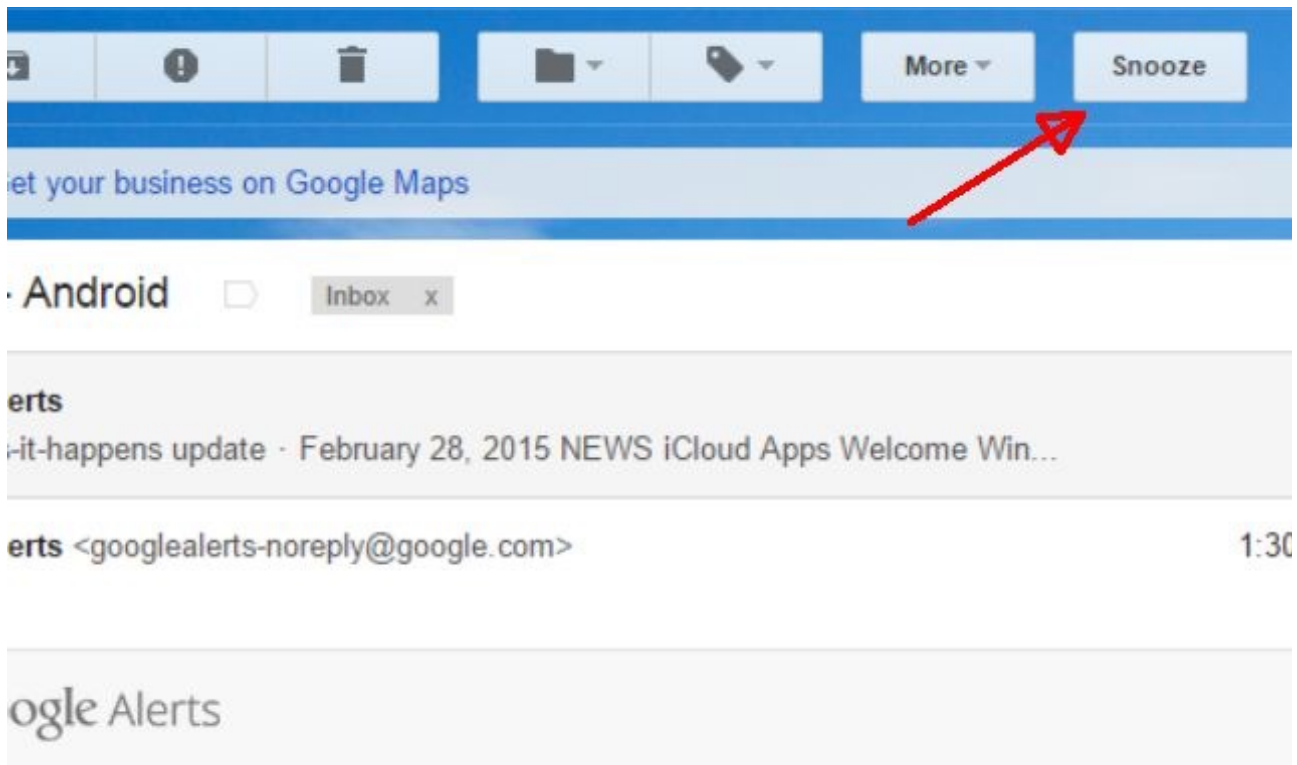 More Snooze
et your business on Google Maps
- Android Inbox x
erts
-it-happens update · February 28, 2015 NEWS iCloud Apps Welcome Win...
erts <googlealerts-noreply@google.com> 1:30
ogle Alerts